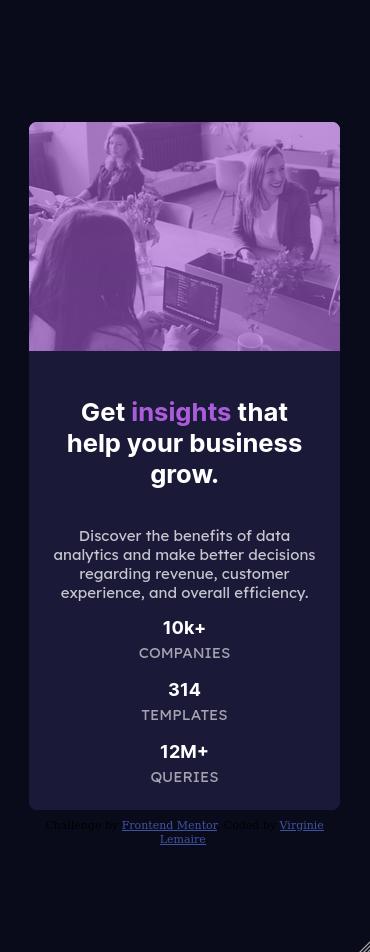 Get insights that
help your business
grow.
Discover the benefits of data
analytics and make better decisions
regarding revenue, customer
experience, and overall efficiency.
10k+
COMPANIES
314
TEMPLATES
12M+
QUERIES
Challenge by Frontend Mentor. Coded by Virginie
Lemaire